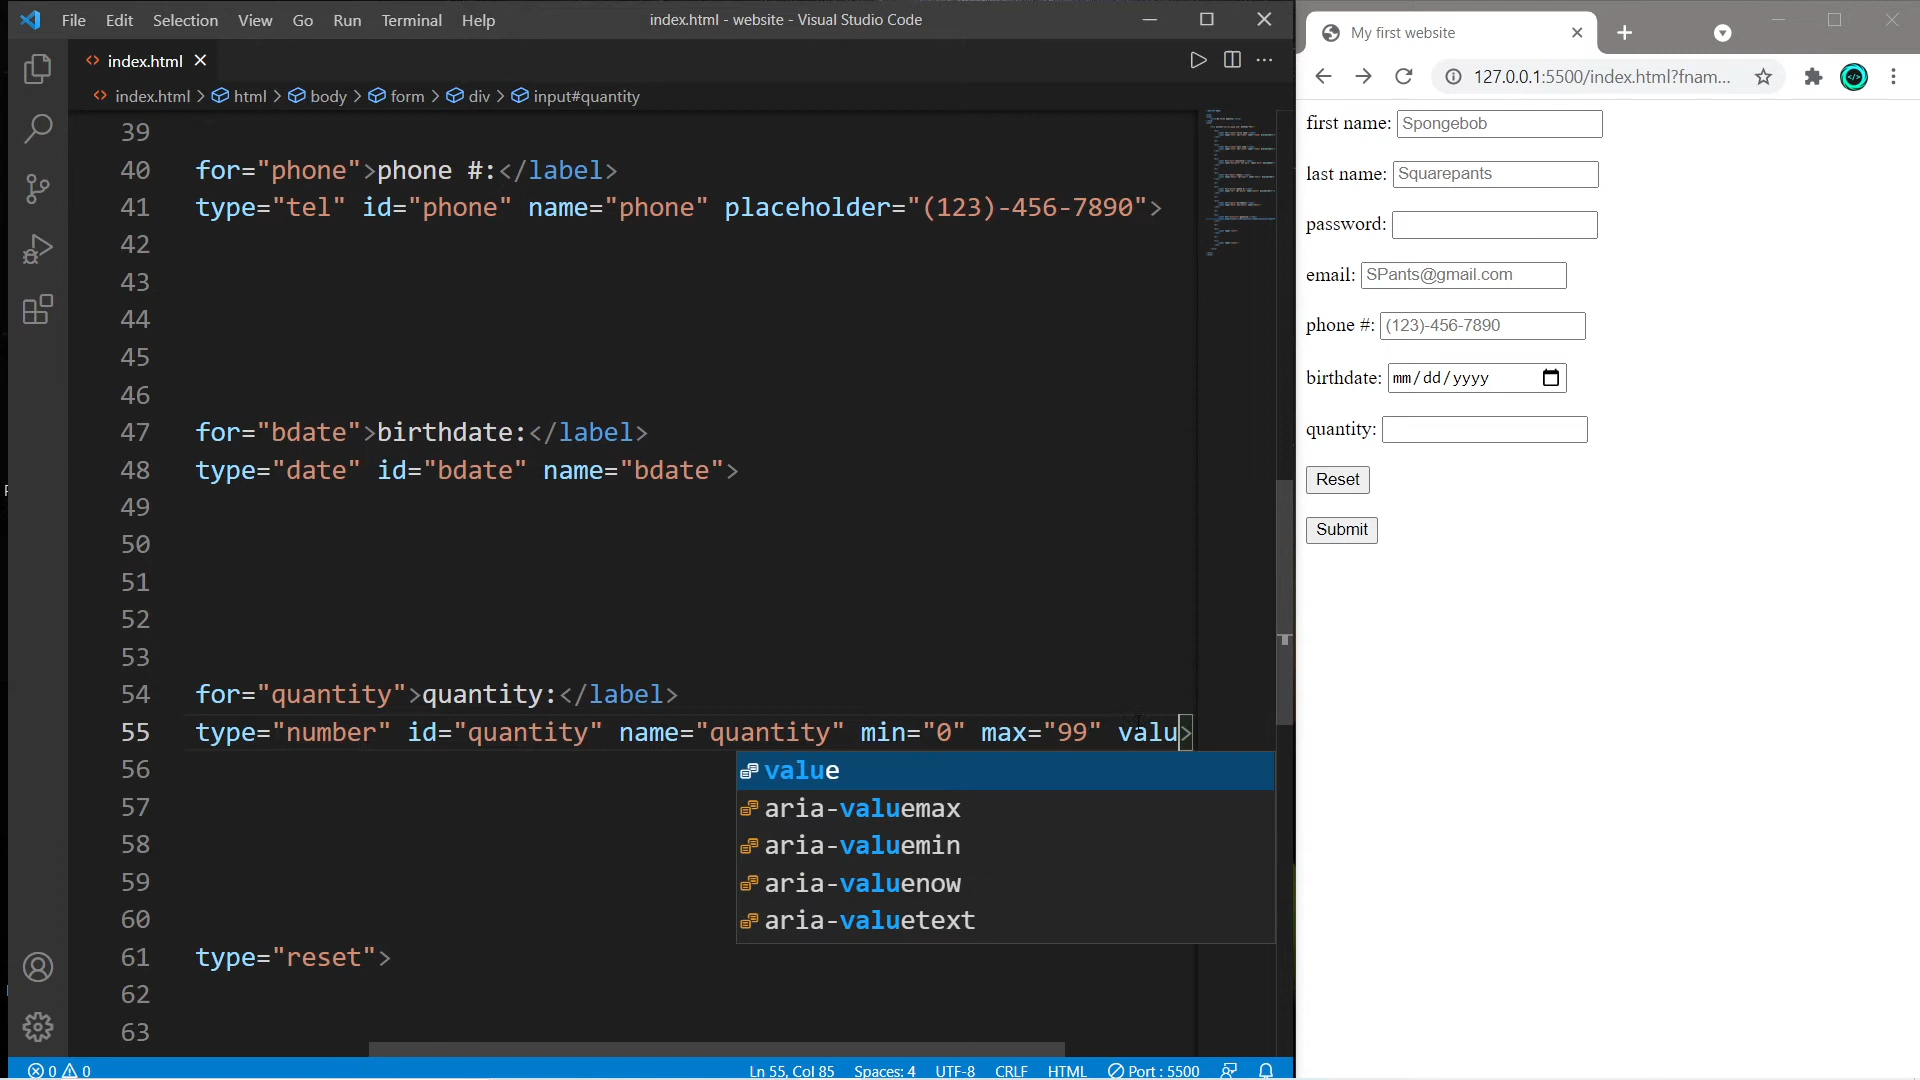 File Edit Selection View Go Run Terminal Help
index.html - website - Visual Studio Code
index.html
index.html > html > body > form > div > input#quantity
39
40 for="phone">phone #:</label>
41 type="tel" id="phone" name="phone" placeholder="(123)-456-7890">
42
43
44
45
46
47 for="bdate">birthdate:</label>
48 type="date" id="bdate" name="bdate">
49
50
51
52
53
54 for="quantity">quantity:</label>
55 type="number" id="quantity" name="quantity" min="0" max="99" valu>
56
57
58
59
60
61 type="reset">
62
63
value
aria-valuemax
aria-valuemin
aria-valuenow
aria-valuetext
0 0
Ln 55, Col 85 Spaces: 4 UTF-8 CRLF HTML Port : 5500
My first website
127.0.0.1:5500/index.html?fnam...
first name: Spongebob
last name: Squarepants
password:
email: SPants@gmail.com
phone #: (123)-456-7890
birthdate: mm/dd/yyyy
quantity:
Reset
Submit